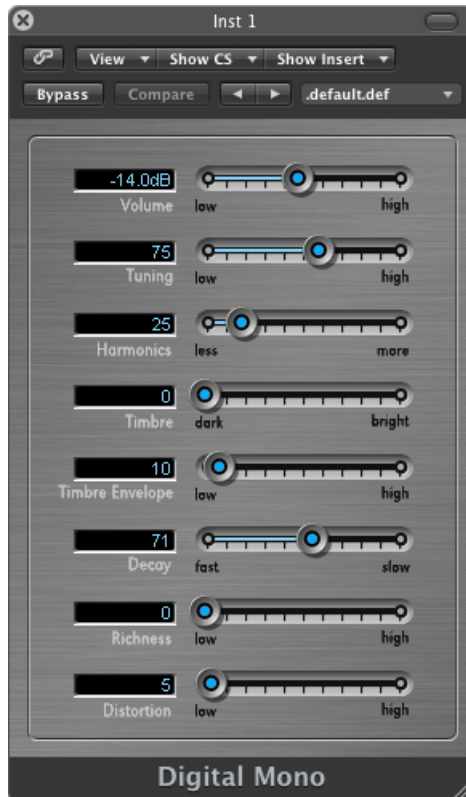 Inst 1
View Show CS Show Insert
Bypass Compare .default.def
-14.0dB
Volume low high
75
Tuning low high
25
Harmonics less more
0
Timbre dark bright
10
Timbre Envelope low high
71
Decay fast slow
0
Richness low high
5
Distortion low high
Digital Mono